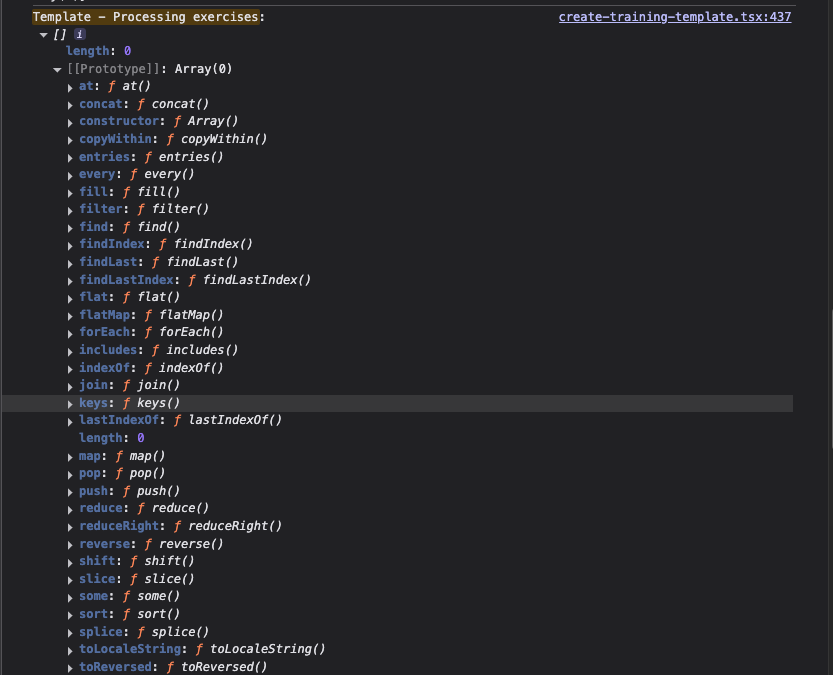 Template - Processing exercises: create-training-template.tsx:437
[] i
length: 0
[[Prototype]]: Array(0)
at: ƒ at()
concat: ƒ concat()
constructor: ƒ Array()
copyWithin: ƒ copyWithin()
entries: ƒ entries()
every: ƒ every()
fill: ƒ fill()
filter: ƒ filter()
find: ƒ find()
findIndex: ƒ findIndex()
findLast: ƒ findLast()
findLastIndex: ƒ findLastIndex()
flat: ƒ flat()
flatMap: ƒ flatMap()
forEach: ƒ forEach()
includes: ƒ includes()
indexOf: ƒ indexOf()
join: ƒ join()
keys: ƒ keys()
lastIndexOf: ƒ lastIndexOf()
length: 0
map: ƒ map()
pop: ƒ pop()
push: ƒ push()
reduce: ƒ reduce()
reduceRight: ƒ reduceRight()
reverse: ƒ reverse()
shift: ƒ shift()
slice: ƒ slice()
some: ƒ some()
sort: ƒ sort()
splice: ƒ splice()
toLocaleString: ƒ toLocaleString()
toReversed: ƒ toReversed()